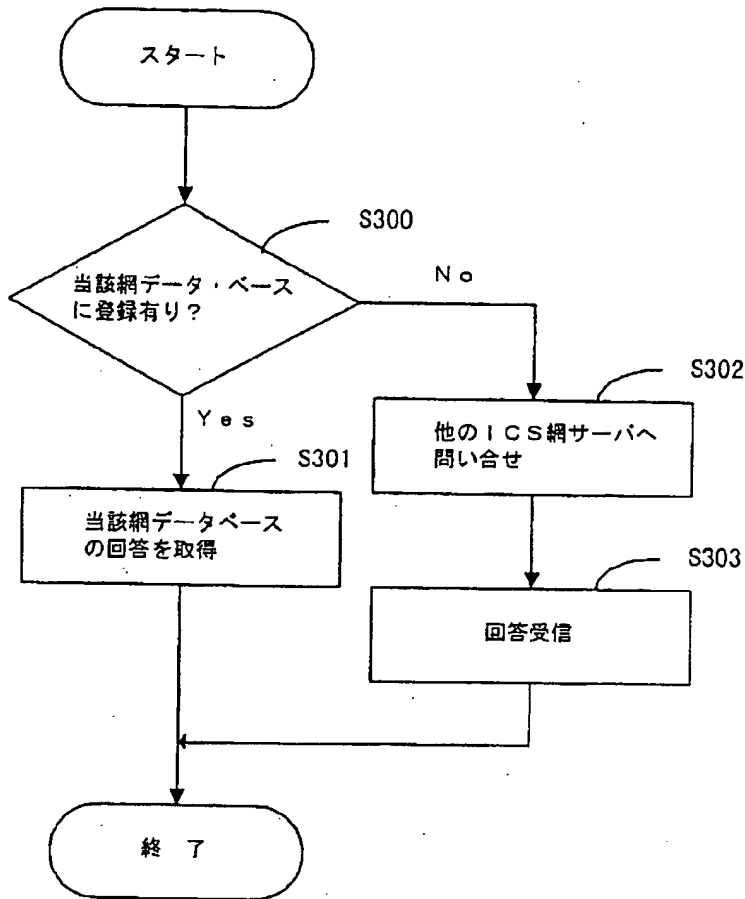 スタート
S300
当該網データ・ベース
に登録有り?
No
Yes
S302
他のICS網サーバへ
問い合せ
S301
当該網データベース
の回答を取得
S303
回答受信
終 了